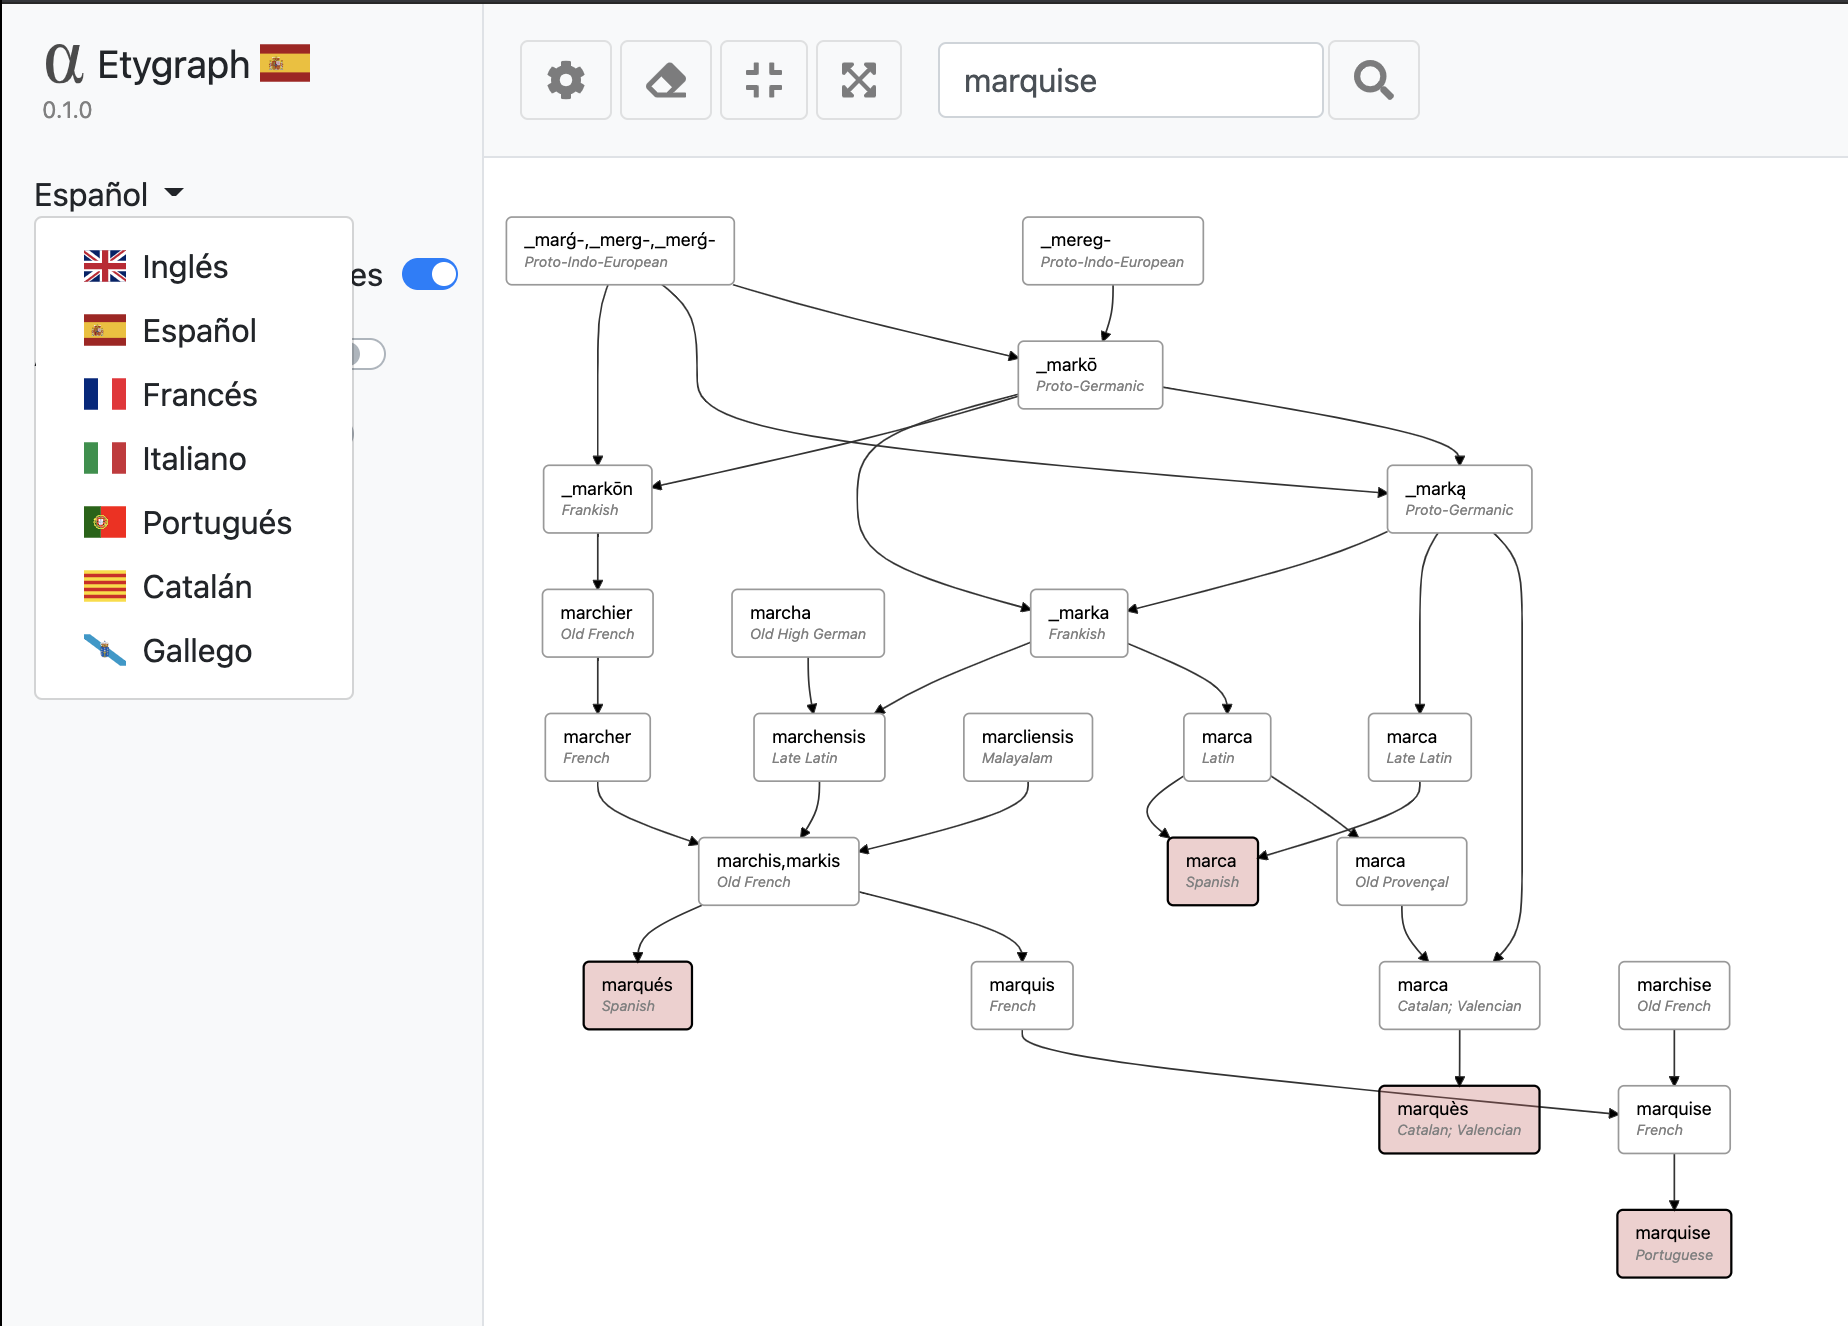 α Etygraph
0.1.0
marquise
Español
Inglés
Español
Francés
Italiano
Portugués
Catalán
Gallego
es
_marǵ-,_merg-,_merǵ-
Proto-Indo-European
_mereg-
Proto-Indo-European
_markō
Proto-Germanic
_markōn
Frankish
_marką
Proto-Germanic
marchier
Old French
marcha
Old High German
_marka
Frankish
marcher
French
marchensis
Late Latin
marcliensis
Malayalam
marca
Latin
marca
Late Latin
marchis,markis
Old French
marca
Spanish
marca
Old Provençal
marqués
Spanish
marquis
French
marca
Catalan; Valencian
marchise
Old French
marquès
Catalan; Valencian
marquise
French
marquise
Portuguese